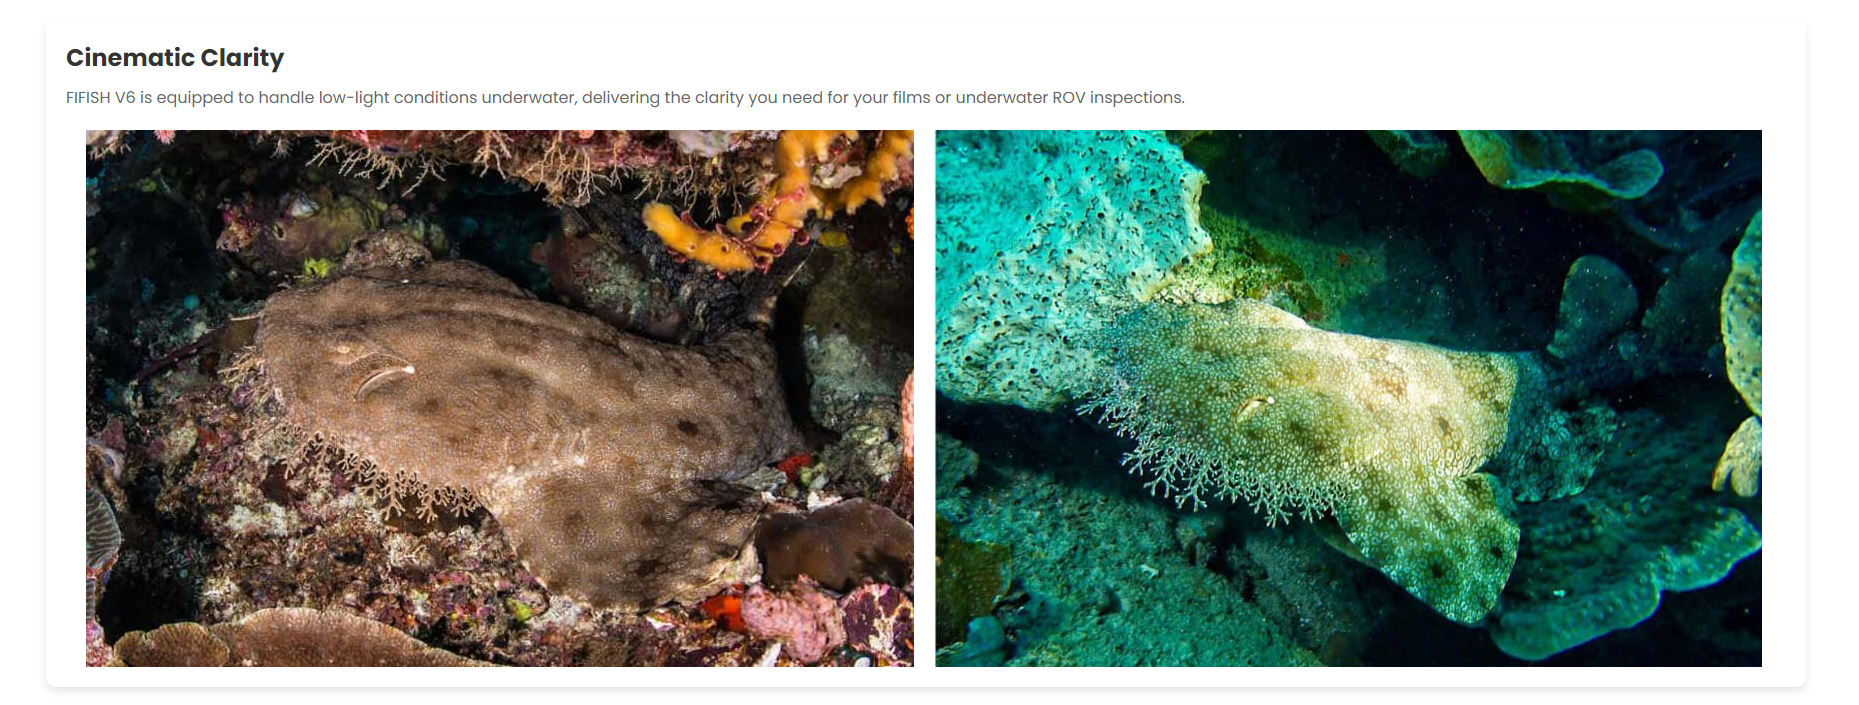 Cinematic Clarity
FIFISH V6 is equipped to handle low-light conditions underwater, delivering the clarity you need for your films or underwater ROV inspections.